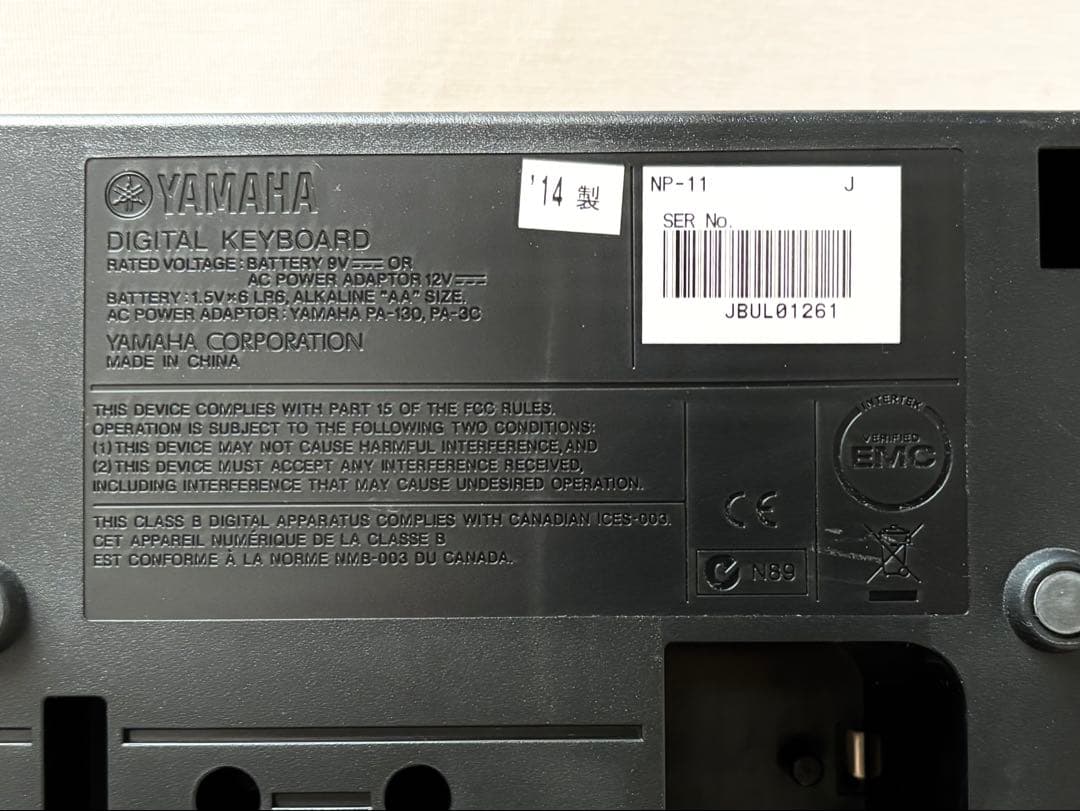 YAMAHA
DIGITAL KEYBOARD
RATED VOLTAGE : BATTERY 9V OR
AC POWER ADAPTOR 12V
BATTERY : 1.5V×6 LR6, ALKALINE "AA" SIZE,
AC POWER ADAPTOR : YAMAHA PA-130, PA-3C
YAMAHA CORPORATION
MADE IN CHINA
'14 製
NP-11 J
SER No.
JBUL01261
THIS DEVICE COMPLIES WITH PART 15 OF THE FCC RULES.
OPERATION IS SUBJECT TO THE FOLLOWING TWO CONDITIONS:
(1) THIS DEVICE MAY NOT CAUSE HARMFUL INTERFERENCE, AND
(2) THIS DEVICE MUST ACCEPT ANY INTERFERENCE RECEIVED,
INCLUDING INTERFERENCE THAT MAY CAUSE UNDESIRED OPERATION.
THIS CLASS B DIGITAL APPARATUS COMPLIES WITH CANADIAN ICES-003.
CET APPAREIL NUMÉRIQUE DE LA CLASSE B
EST CONFORME À LA NORME NMB-003 DU CANADA.
CE
N89
INTERTEK
VERIFIED
EMC